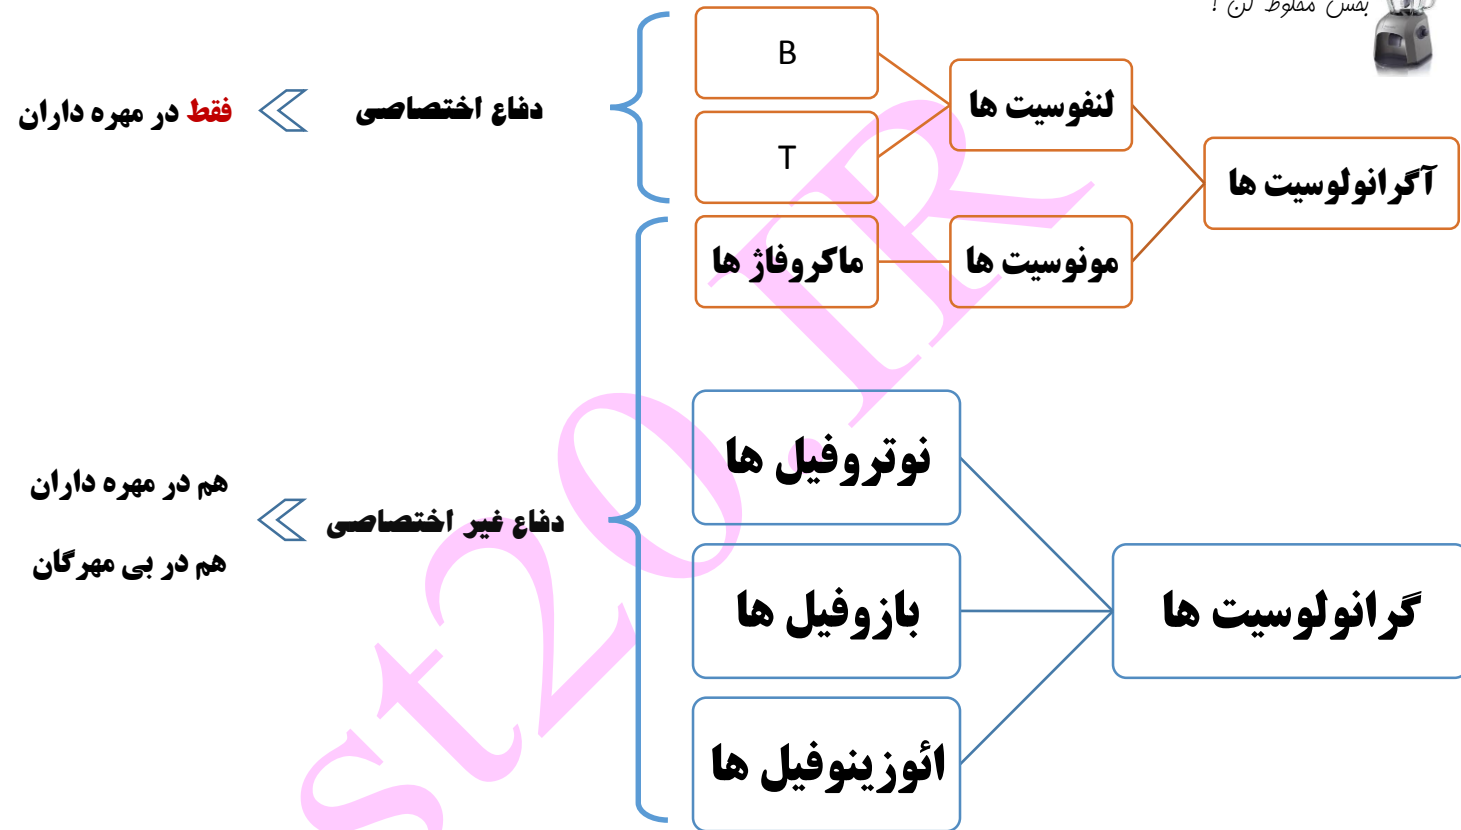 بخش مخلوط کن !
آگرانولوسیت ها
لنفوسیت ها
B
T
دفاع اختصاصی
فقط در مهره داران
مونوسیت ها
ماکروفاژ ها
گرانولوسیت ها
نوتروفیل ها
بازوفیل ها
ائوزینوفیل ها
دفاع غیر اختصاصی
هم در مهره داران
هم در بی مهرگان
st20.IR